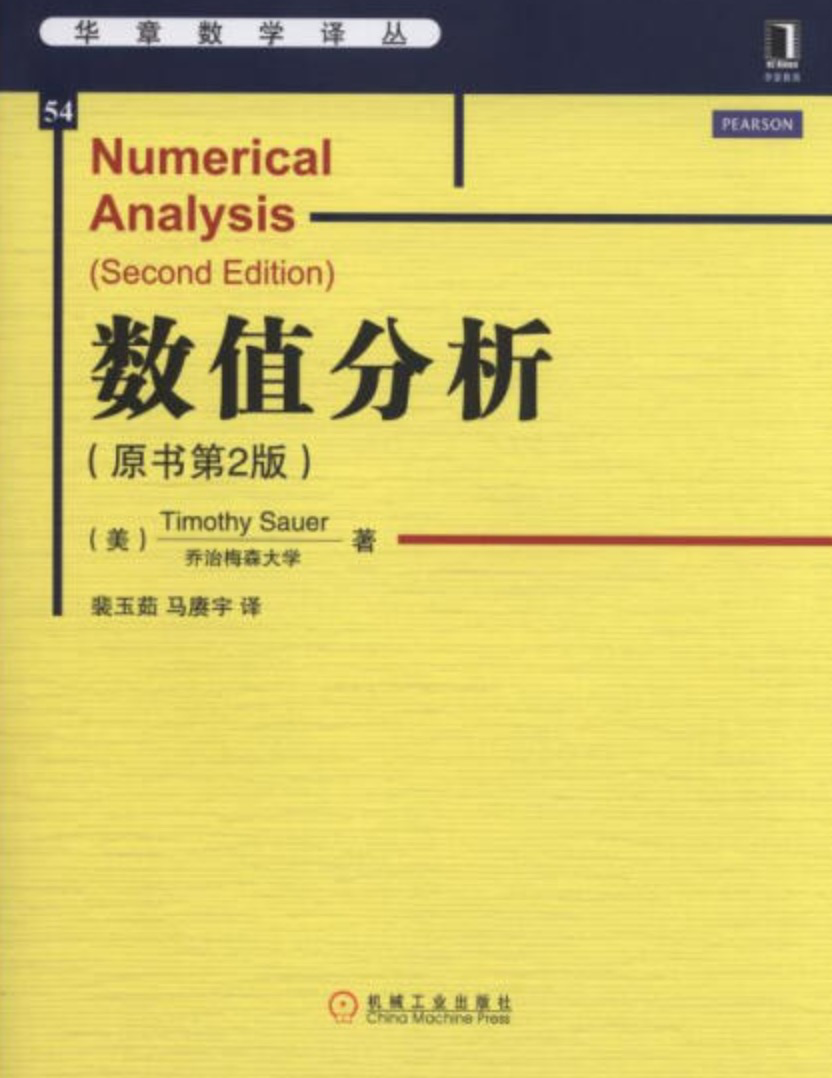 华章数学译丛
54
PEARSON
Numerical
Analysis
(Second Edition)
数值分析
(原书第2版)
(美) Timothy Sauer 著
乔治梅森大学
裴玉茹 马赓宇 译
机械工业出版社
China Machine Press